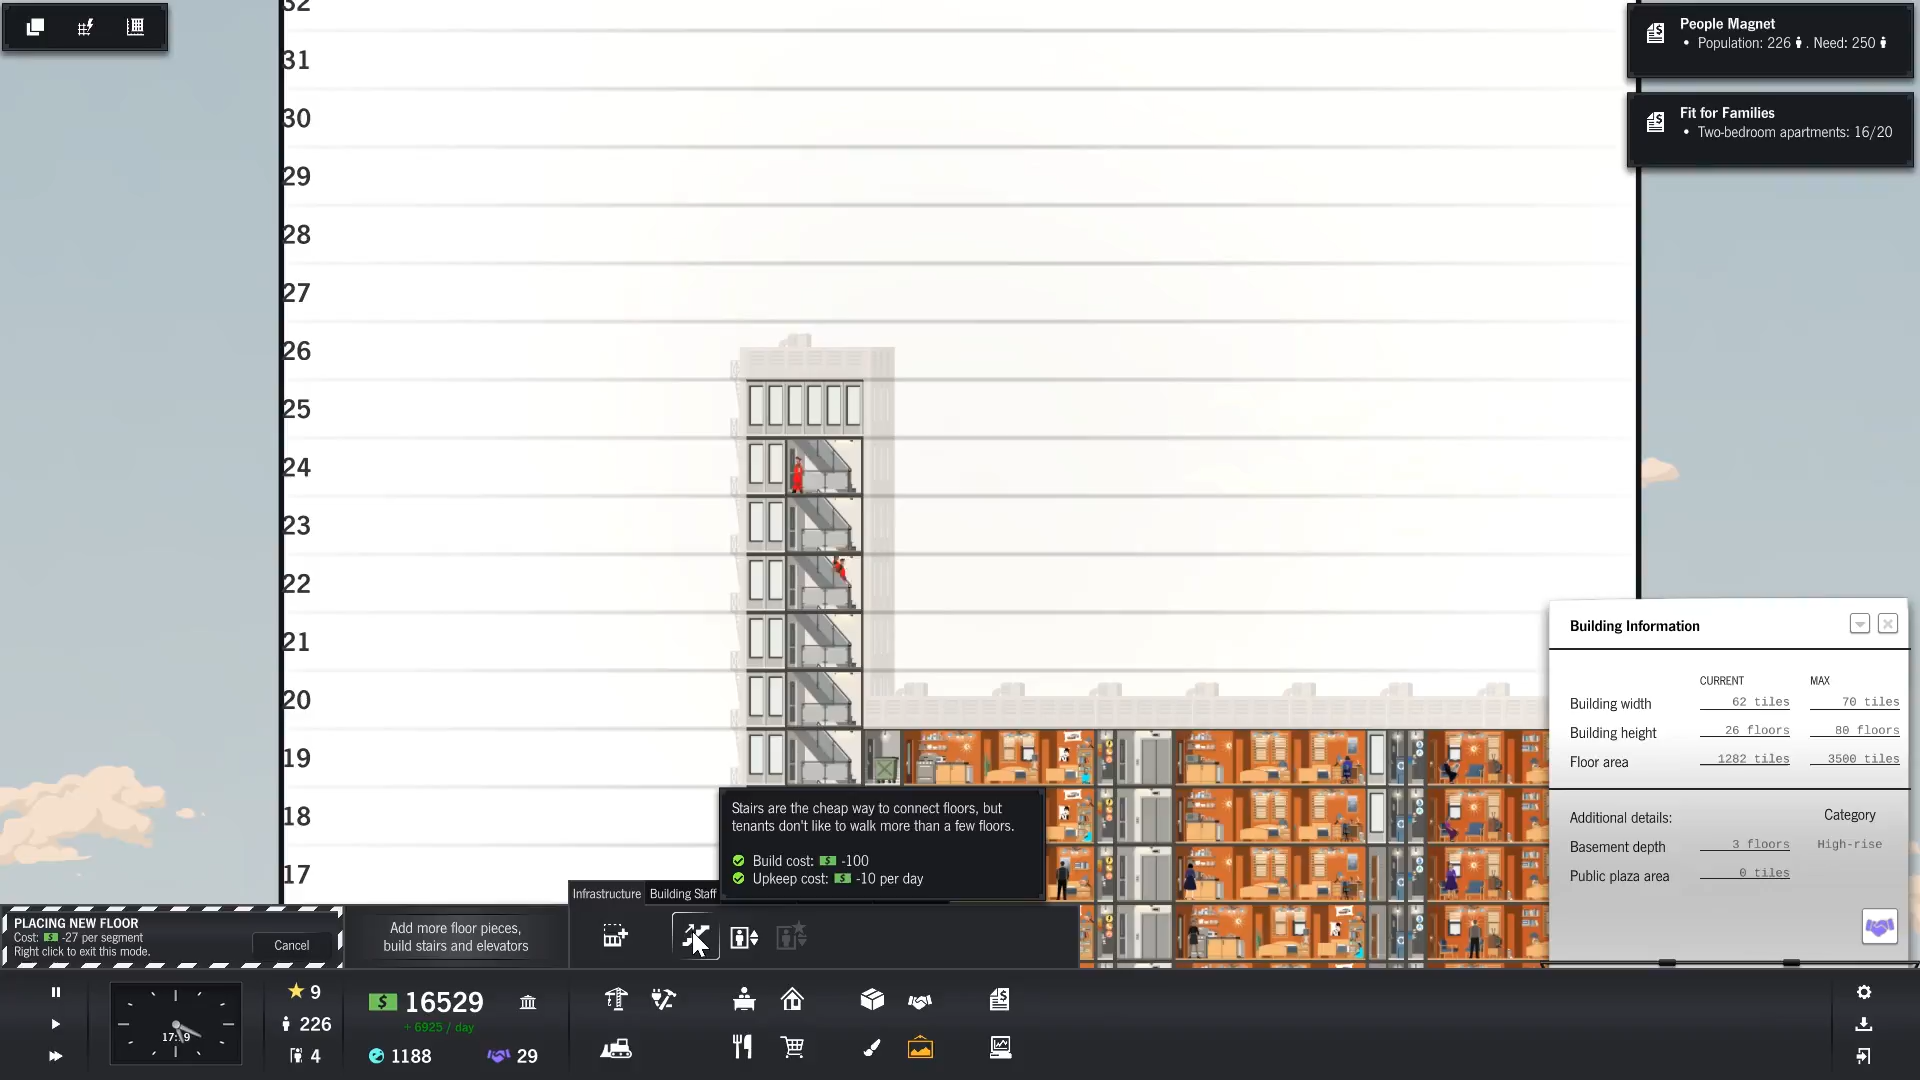 People Magnet
• Population: 226 . Need: 250
Fit for Families
• Two-bedroom apartments: 16/20
32
31
30
29
28
27
26
25
24
23
22
21
20
19
18
17
Building Information
CURRENT MAX
Building width 62 tiles 70 tiles
Building height 26 floors 80 floors
Floor area 1282 tiles 3500 tiles
Additional details: Category
Basement depth 3 floors High-rise
Public plaza area 0 tiles
Stairs are the cheap way to connect floors, but
tenants don't like to walk more than a few floors.
Build cost: $ -100
Upkeep cost: $ -10 per day
Infrastructure Building Staff
PLACING NEW FLOOR
Cost: $ -27 per segment
Right click to exit this mode.
Cancel
Add more floor pieces,
build stairs and elevators
9
226
4
$ 16529
+ 6925 / day
1188 29